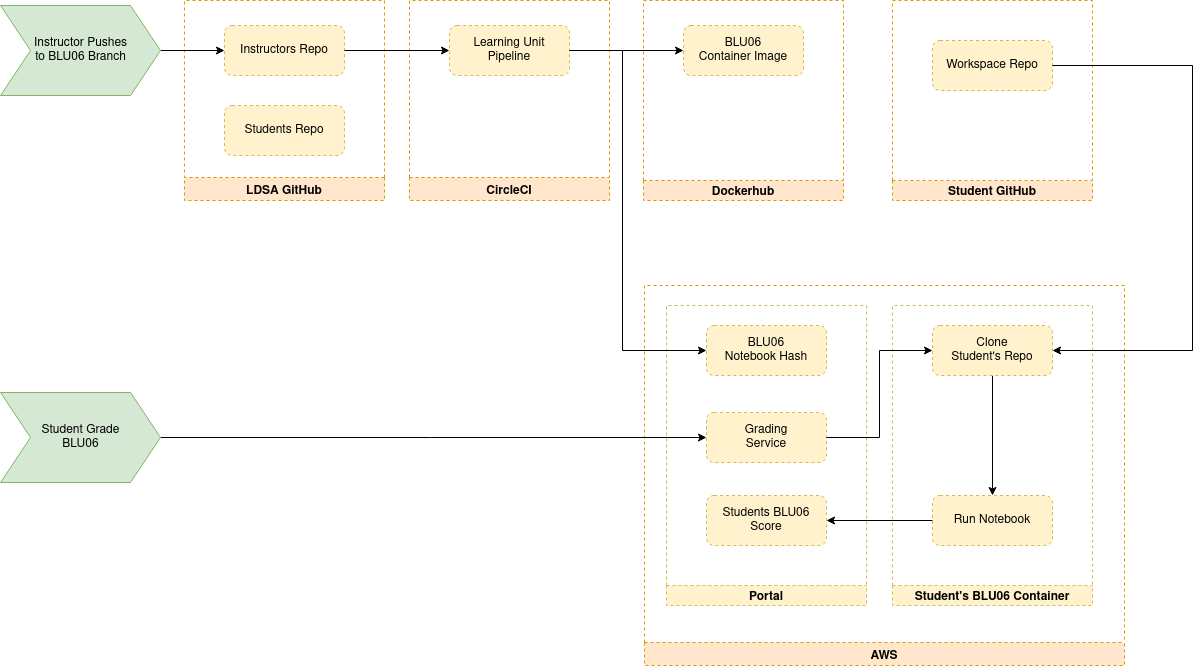 Instructor Pushes
to BLU06 Branch
Instructors Repo
Students Repo
LDSA GitHub
Learning Unit
Pipeline
CircleCI
BLU06
Container Image
Dockerhub
Workspace Repo
Student GitHub
Student Grade
BLU06
BLU06
Notebook Hash
Grading
Service
Students BLU06
Score
Portal
Clone
Student's Repo
Run Notebook
Student's BLU06 Container
AWS